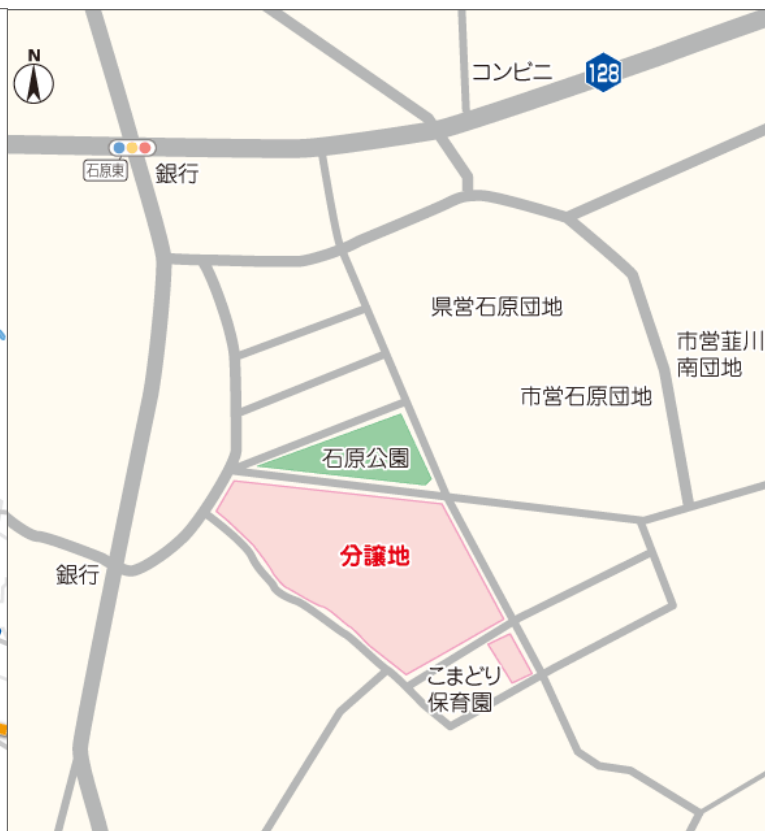 N
コンビニ
128
石原東
銀行
県営石原団地
市営韮川
南団地
市営石原団地
石原公園
分譲地
銀行
こまどり
保育園